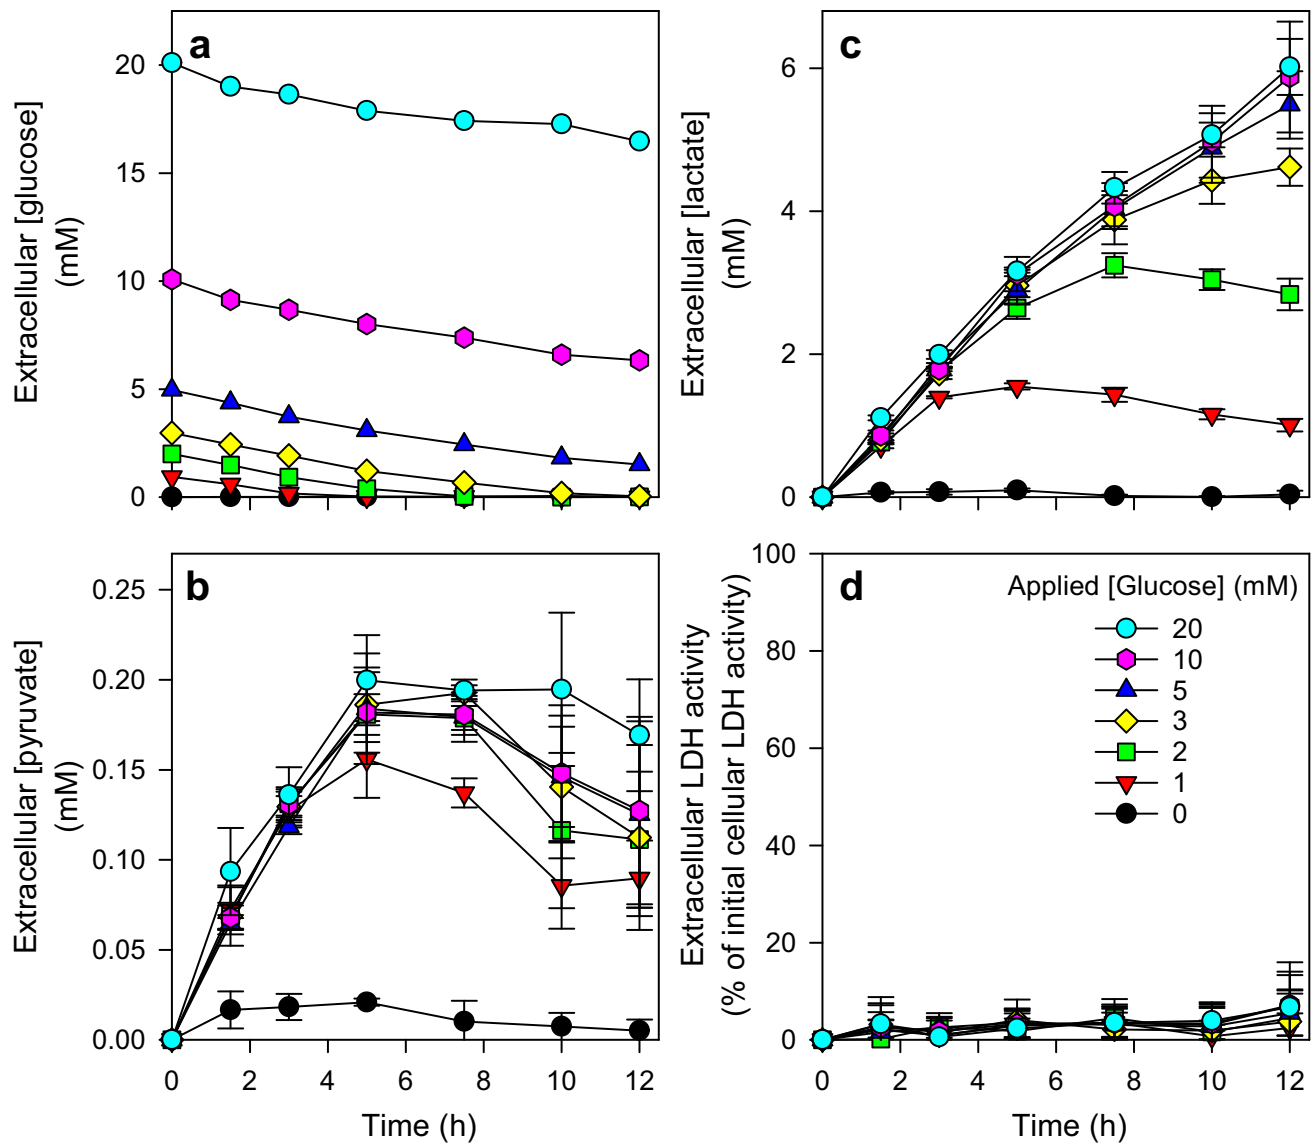 a
Extracellular [glucose]
(mM)
20
15
10
5
0
c
Extracellular [lactate]
(mM)
6
4
2
0
b
Extracellular [pyruvate]
(mM)
0.25
0.20
0.15
0.10
0.05
0.00
0 2 4 6 8 10 12
Time (h)
d
Extracellular LDH activity
(% of initial cellular LDH activity)
100
80
60
40
20
0
Applied [Glucose] (mM)
20
10
5
3
2
1
0
0 2 4 6 8 10 12
Time (h)